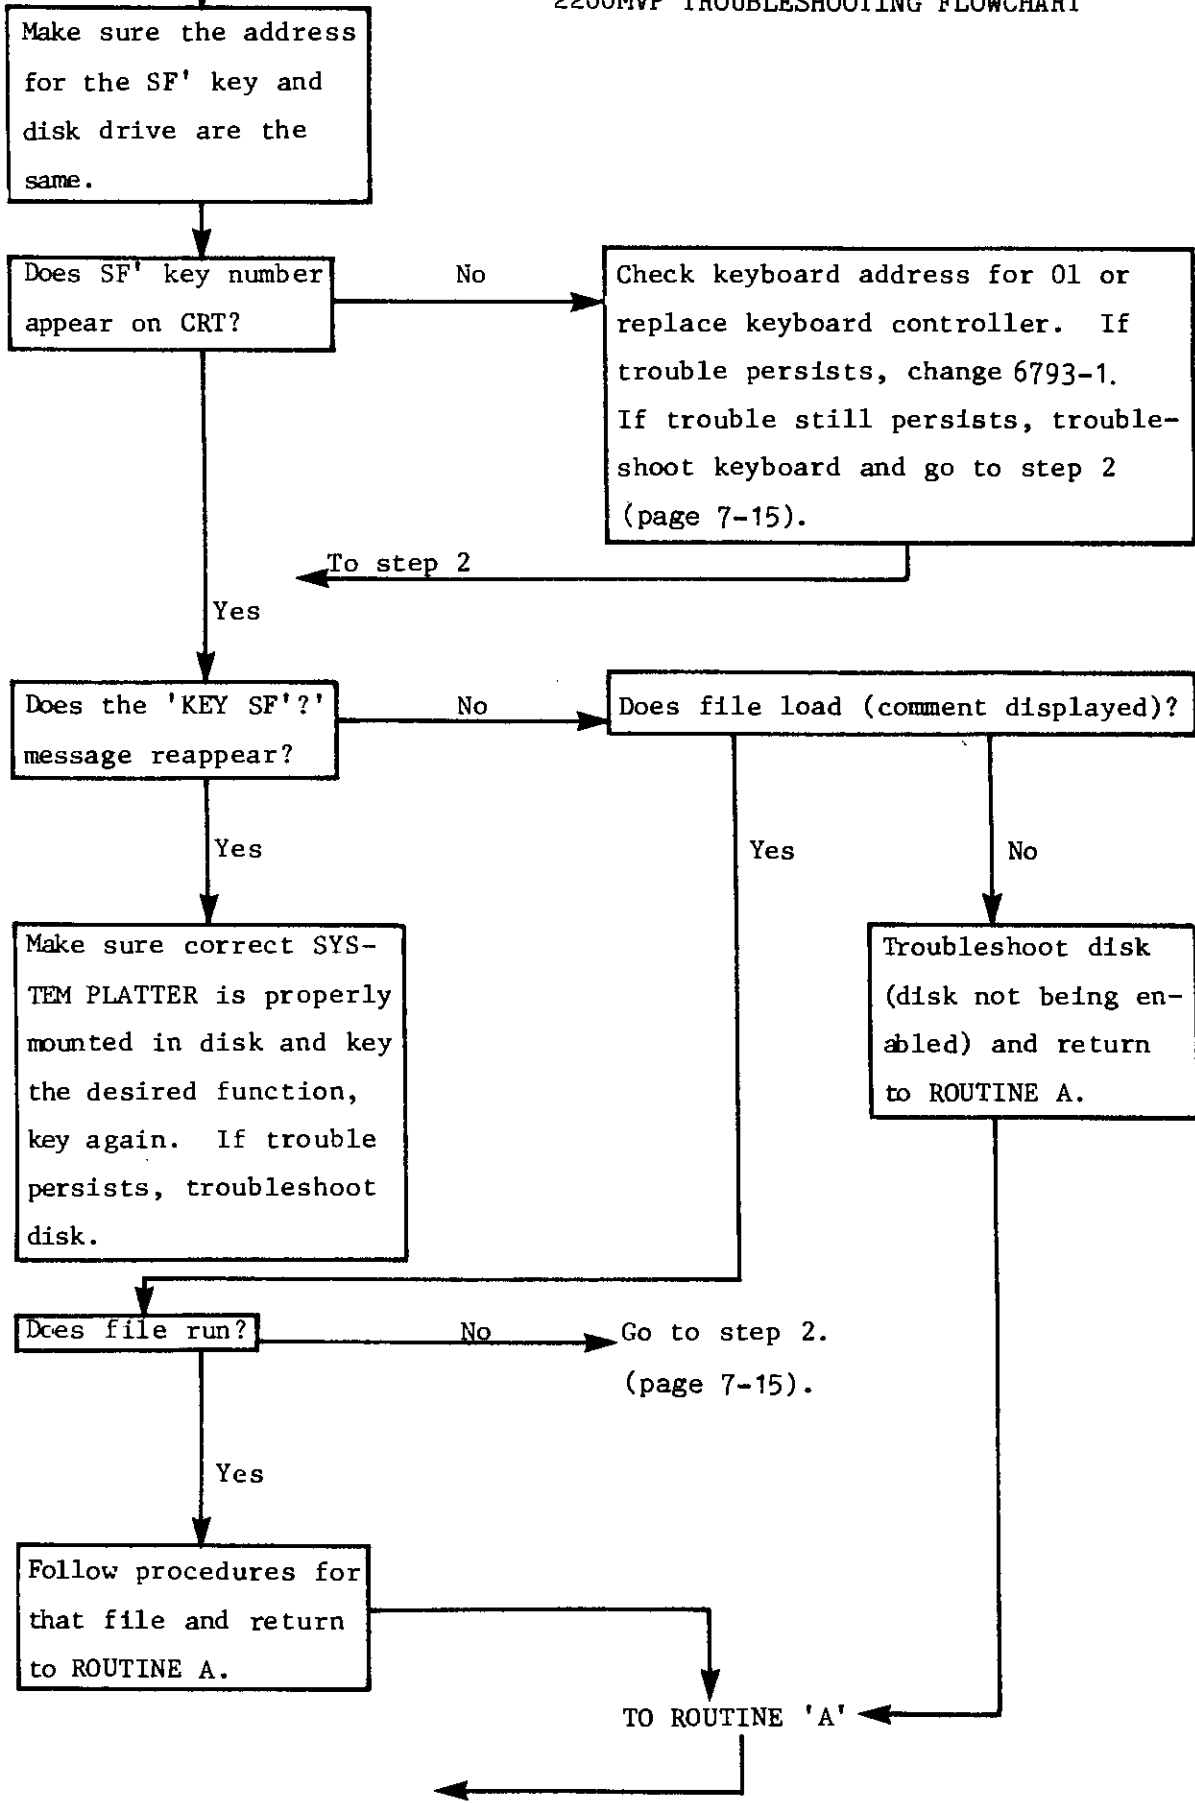 2200MVP TROUBLESHOOTING FLOWCHART
Make sure the address
for the SF' key and
disk drive are the
same.
Does SF' key number
appear on CRT?
No
Check keyboard address for 01 or
replace keyboard controller. If
trouble persists, change 6793-1.
If trouble still persists, trouble-
shoot keyboard and go to step 2
(page 7-15).
To step 2
Yes
Does the 'KEY SF'?'
message reappear?
No
Does file load (comment displayed)?
Yes
Yes
No
Make sure correct SYS-
TEM PLATTER is properly
mounted in disk and key
the desired function,
key again. If trouble
persists, troubleshoot
disk.
Troubleshoot disk
(disk not being en-
abled) and return
to ROUTINE A.
Does file run?
No
Go to step 2.
(page 7-15).
Yes
Follow procedures for
that file and return
to ROUTINE A.
TO ROUTINE 'A'